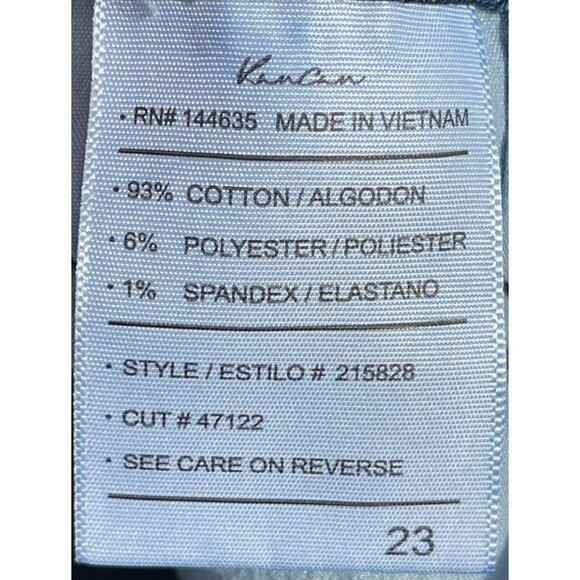 KanCan
• RN# 144635 MADE IN VIETNAM
• 93% COTTON / ALGODON
• 6% POLYESTER / POLIESTER
• 1% SPANDEX / ELASTANO
• STYLE / ESTILO # 215828
• CUT # 47122
• SEE CARE ON REVERSE
23